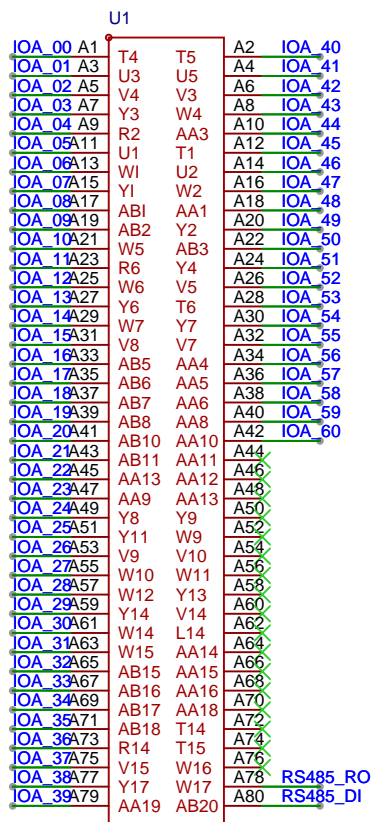 U1
IOA_00 A1 T4 T5 A2 IOA_40
IOA_01 A3 U3 U5 A4 IOA_41
IOA_02 A5 V4 V3 A6 IOA_42
IOA_03 A7 Y3 W4 A8 IOA_43
IOA_04 A9 R2 AA3 A10 IOA_44
IOA_05 A11 U1 T1 A12 IOA_45
IOA_06 A13 WI U2 A14 IOA_46
IOA_07 A15 YI W2 A16 IOA_47
IOA_08 A17 ABI AA1 A18 IOA_48
IOA_09 A19 AB2 Y2 A20 IOA_49
IOA_10 A21 W5 AB3 A22 IOA_50
IOA_11 A23 R6 Y4 A24 IOA_51
IOA_12 A25 W6 V5 A26 IOA_52
IOA_13 A27 Y6 T6 A28 IOA_53
IOA_14 A29 W7 Y7 A30 IOA_54
IOA_15 A31 V8 V7 A32 IOA_55
IOA_16 A33 AB5 AA4 A34 IOA_56
IOA_17 A35 AB6 AA5 A36 IOA_57
IOA_18 A37 AB7 AA6 A38 IOA_58
IOA_19 A39 AB8 AA8 A40 IOA_59
IOA_20 A41 AB10 AA10 A42 IOA_60
IOA_21 A43 AB11 AA11 A44
IOA_22 A45 AA13 AA12 A46
IOA_23 A47 AA9 AA13 A48
IOA_24 A49 Y8 Y9 A50
IOA_25 A51 Y11 W9 A52
IOA_26 A53 V9 V10 A54
IOA_27 A55 W10 W11 A56
IOA_28 A57 W12 Y13 A58
IOA_29 A59 Y14 V14 A60
IOA_30 A61 W14 L14 A62
IOA_31 A63 W15 AA14 A64
IOA_32 A65 AB15 AA15 A66
IOA_33 A67 AB16 AA16 A68
IOA_34 A69 AB17 AA18 A70
IOA_35 A71 AB18 T14 A72
IOA_36 A73 R14 T15 A74
IOA_37 A75 V15 W16 A76
IOA_38 A77 Y17 W17 A78 RS485_RO
IOA_39 A79 AA19 AB20 A80 RS485_DI